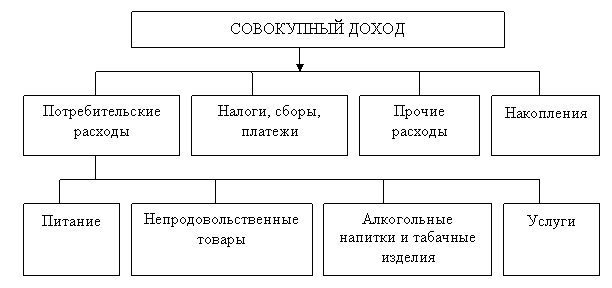 СОВОКУПНЫЙ ДОХОД
Потребительские
расходы
Налоги, сборы,
платежи
Прочие
расходы
Накопления
Питание
Непродовольственные
товары
Алкогольные
напитки и табачные
изделия
Услуги